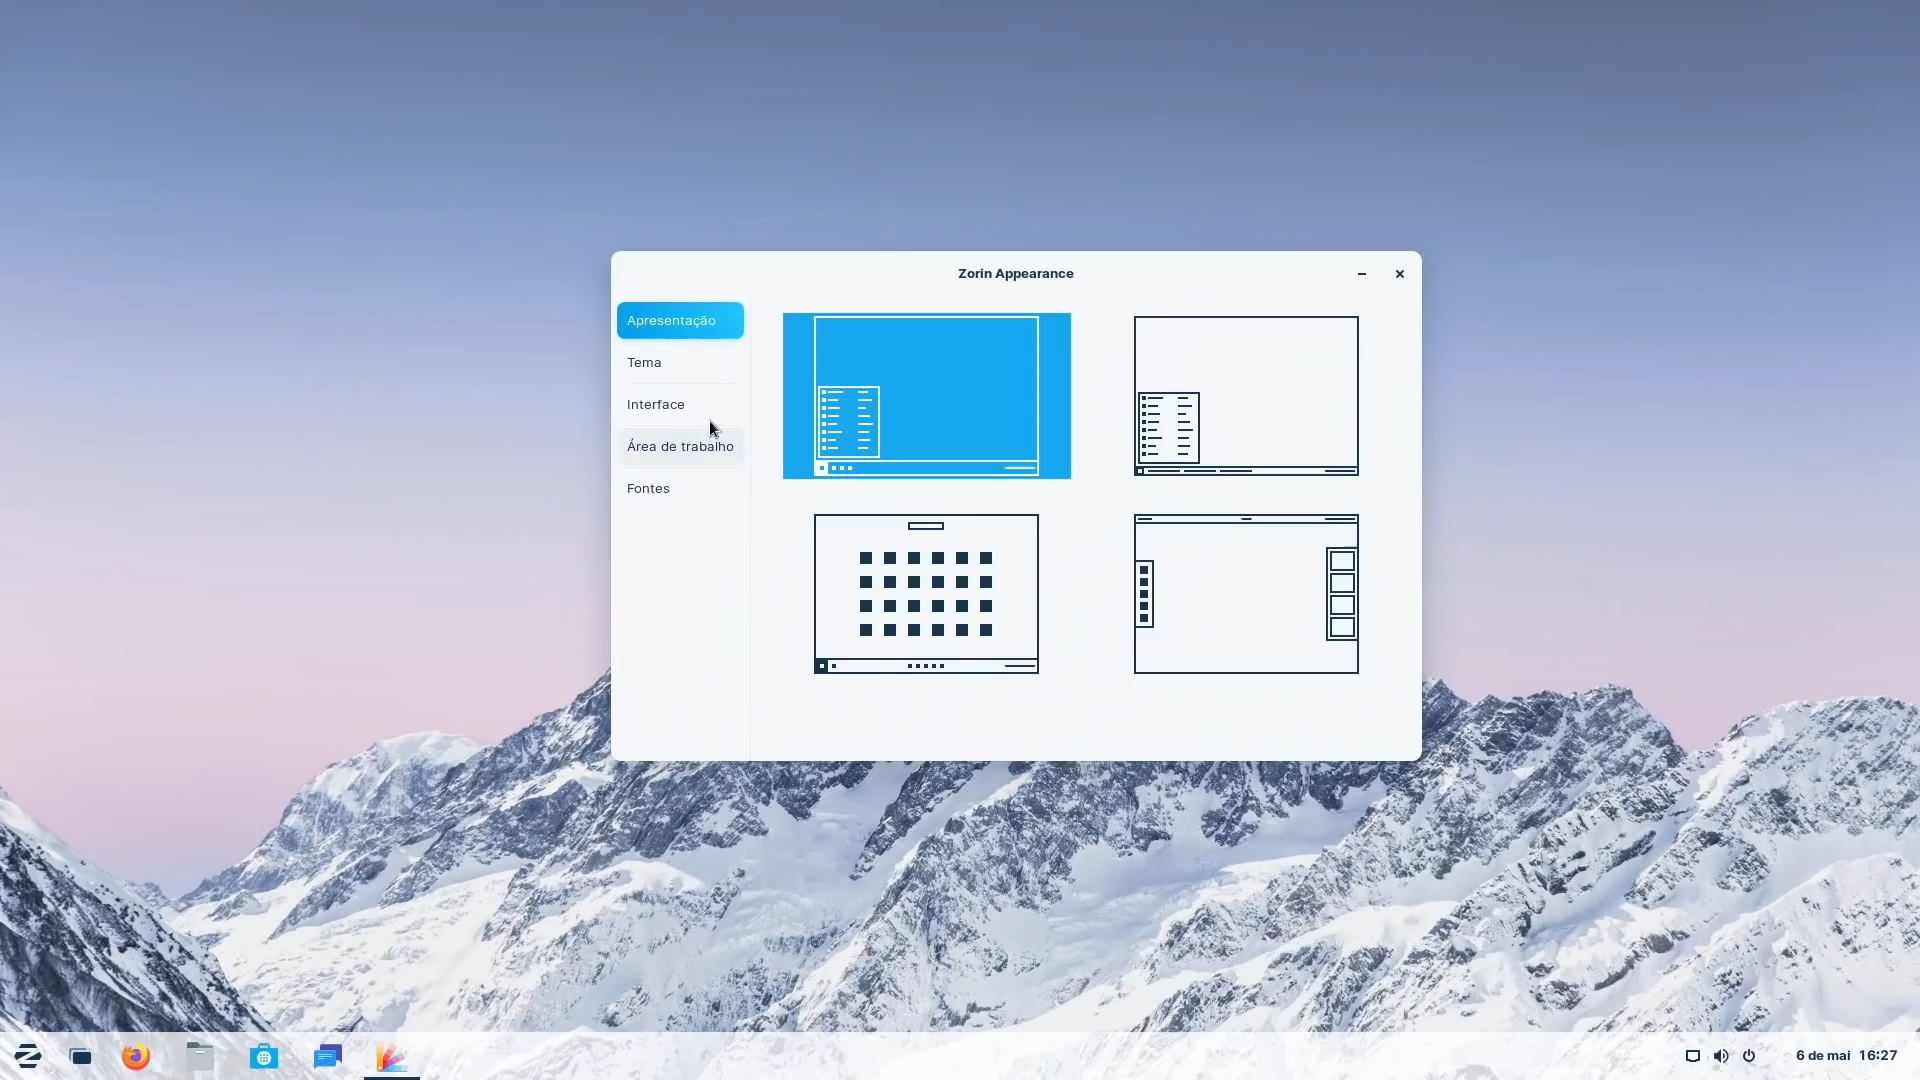 Zorin Appearance
Apresentação
Tema
Interface
Área de trabalho
Fontes
6 de mai 16:27